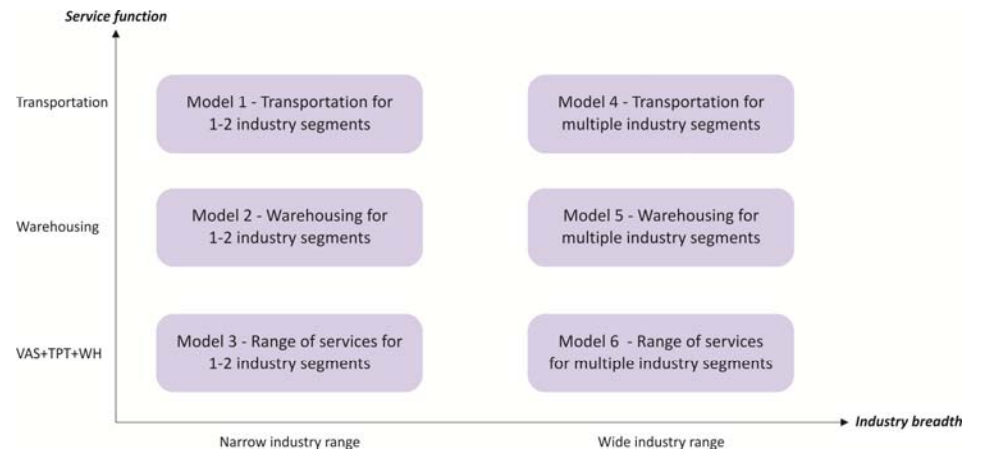 Service function
Transportation
Model 1 - Transportation for
1-2 industry segments
Model 4 - Transportation for
multiple industry segments
Warehousing
Model 2 - Warehousing for
1-2 industry segments
Model 5 - Warehousing for
multiple industry segments
VAS+TPT+WH
Model 3 - Range of services for
1-2 industry segments
Model 6 - Range of services
for multiple industry segments
Industry breadth
Narrow industry range
Wide industry range